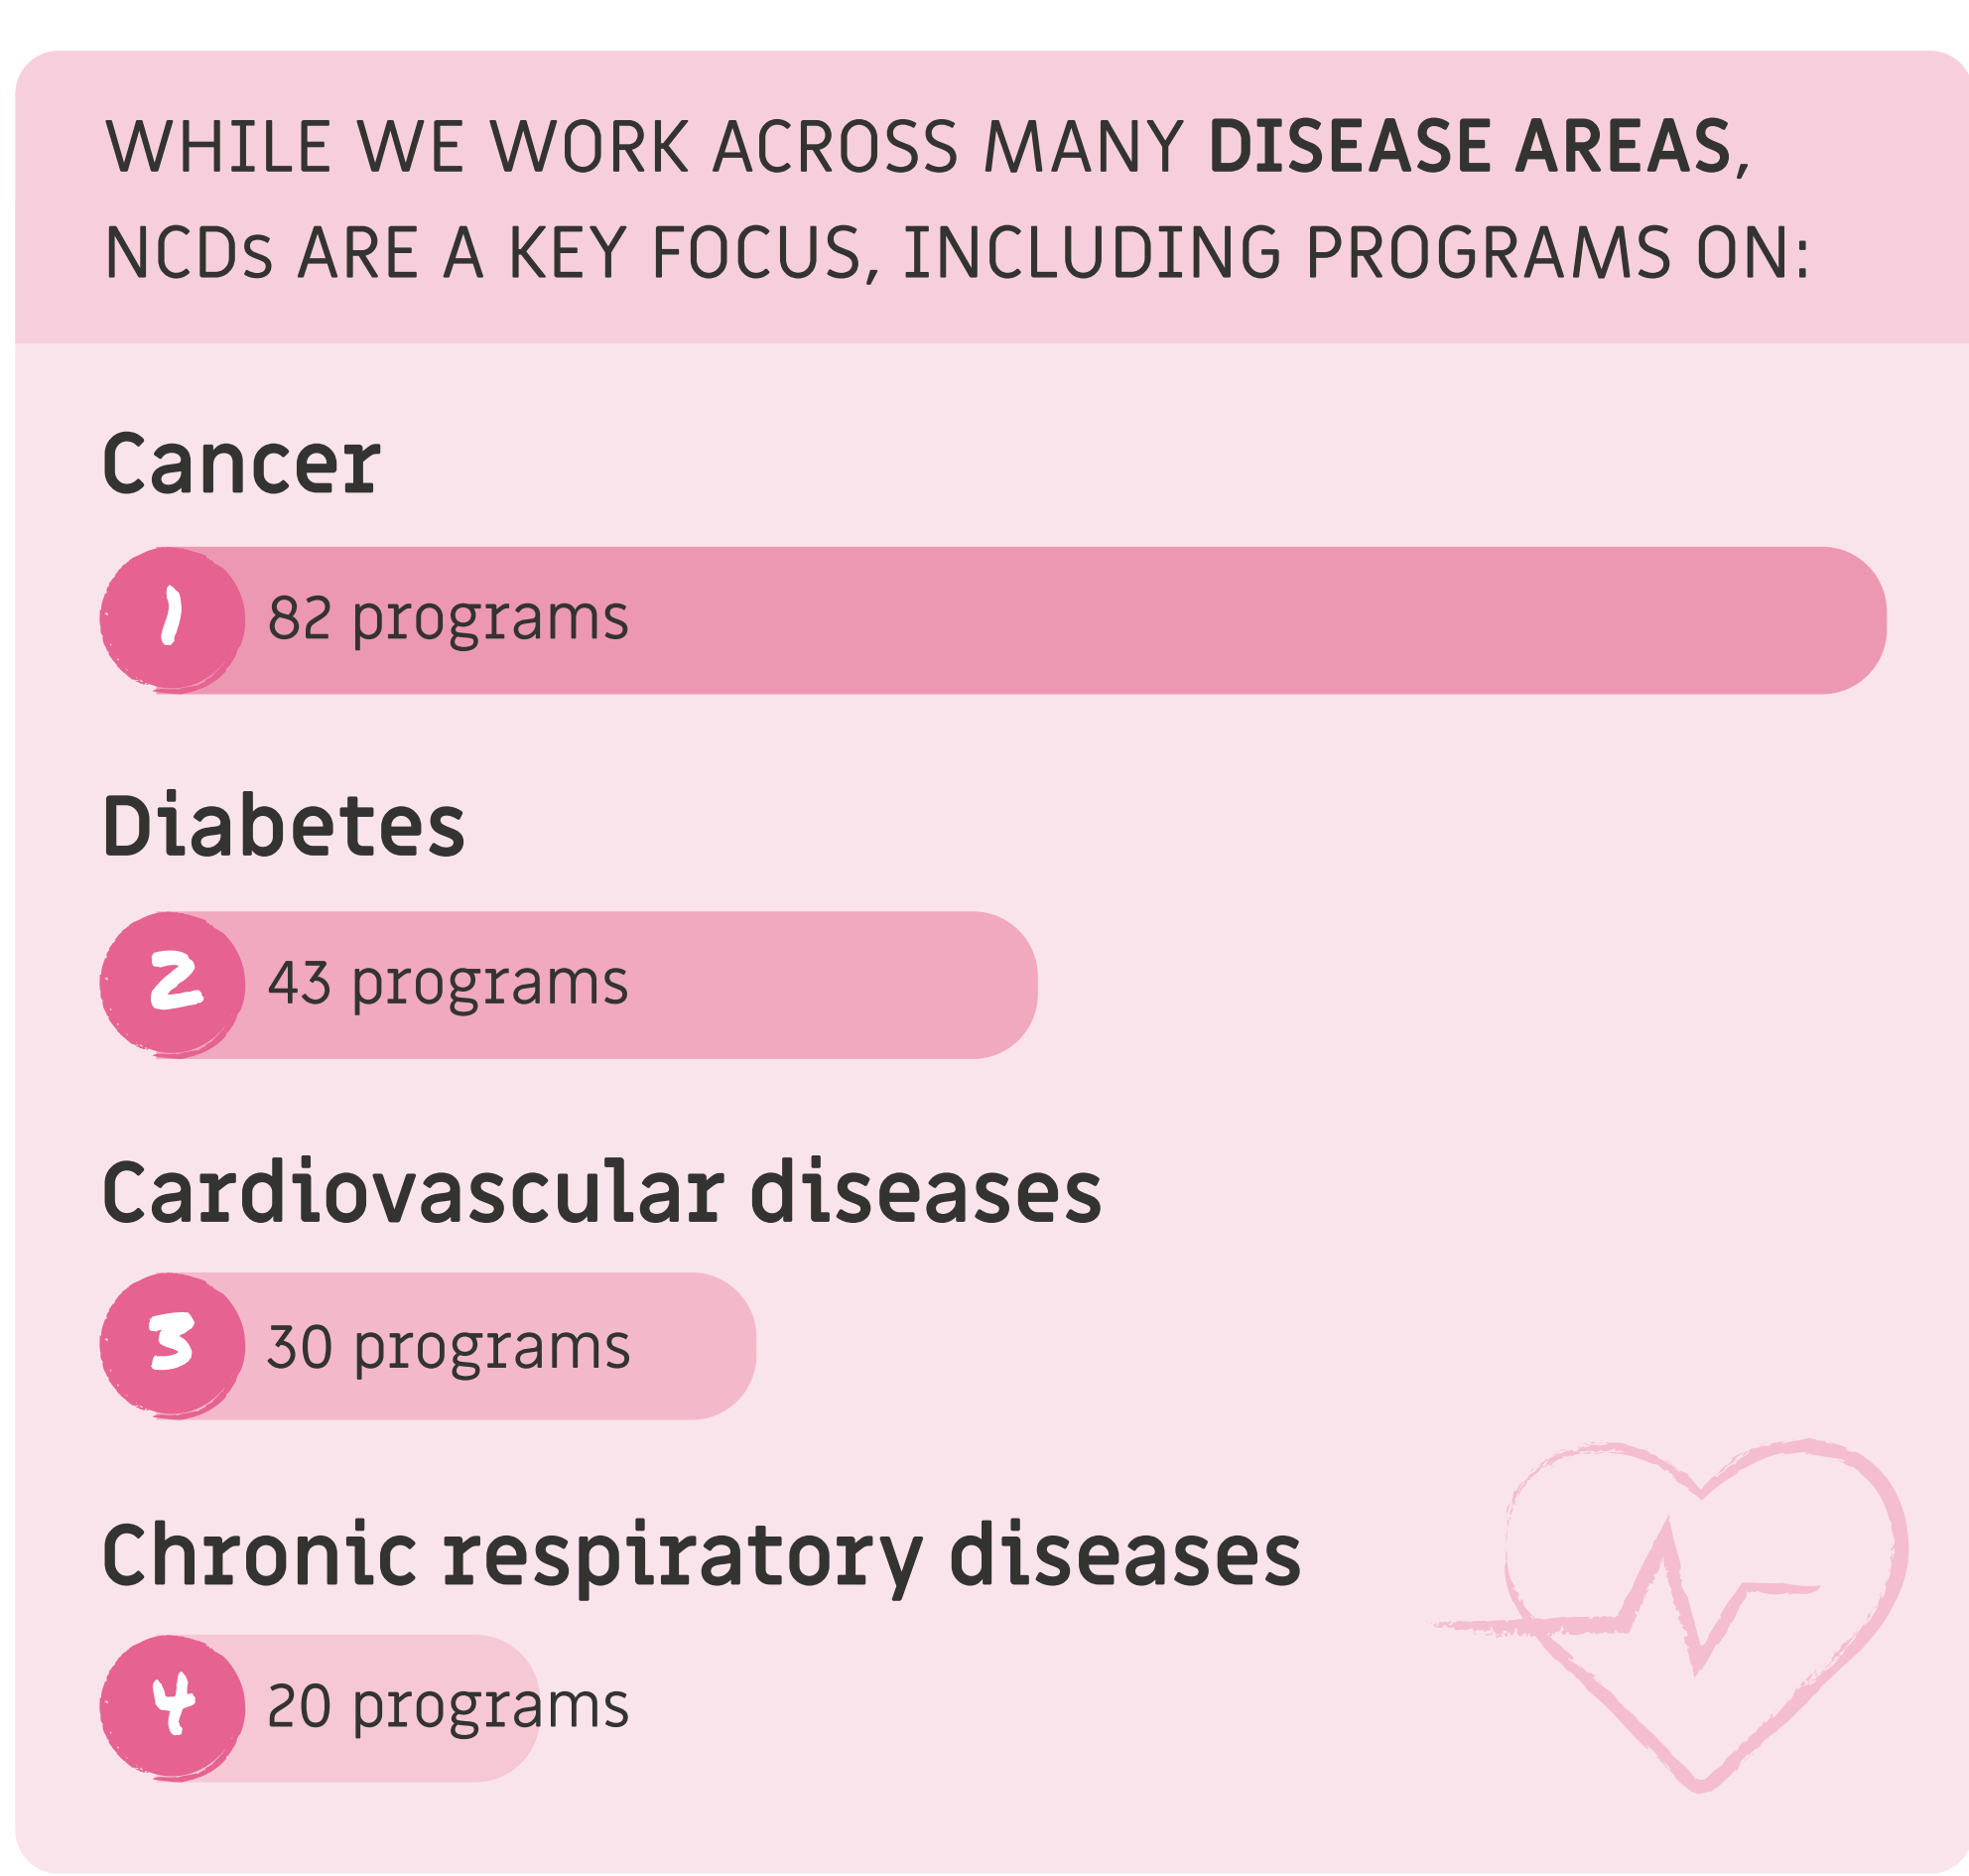 WHILE WE WORK ACROSS MANY DISEASE AREAS,
NCDs ARE A KEY FOCUS, INCLUDING PROGRAMS ON:
Cancer
1 82 programs
Diabetes
2 43 programs
Cardiovascular diseases
3 30 programs
Chronic respiratory diseases
4 20 programs